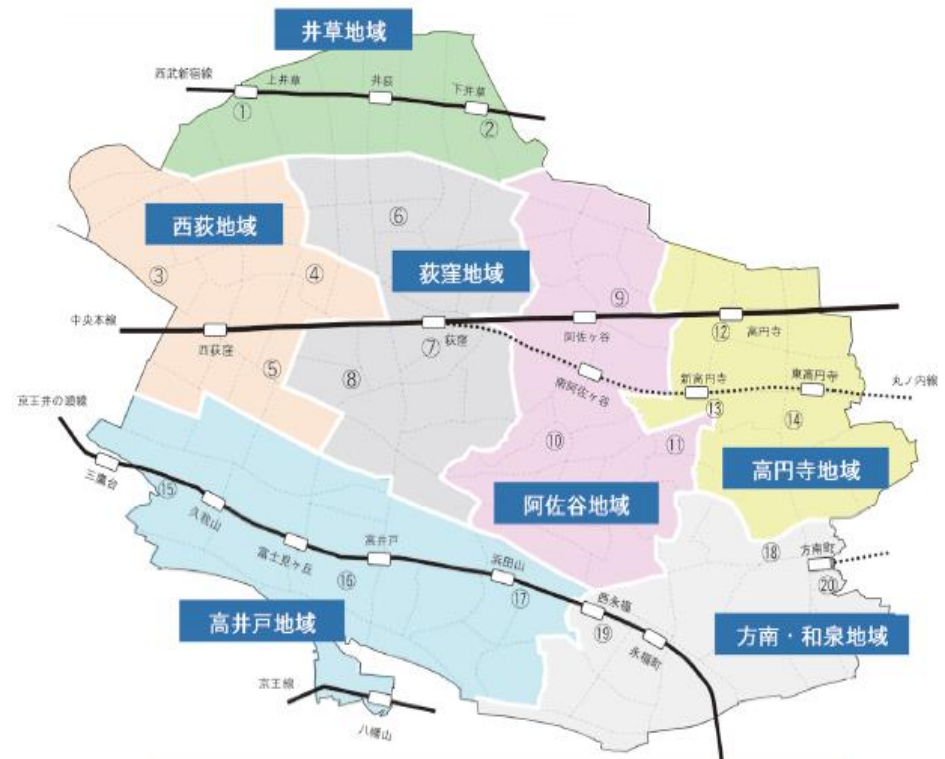 井草地域
西武新宿線
上井草
井荻
下井草
①
②
西荻地域
⑥
荻窪地域
③
④
⑨
中央本線
西荻窪
⑦
荻窪
阿佐ヶ谷
⑫
高円寺
⑤
⑧
南阿佐ヶ谷
新高円寺
東高円寺
丸ノ内線
⑬
⑭
京王井の頭線
⑩
⑪
三鷹台
⑮
久我山
阿佐谷地域
高円寺地域
富士見ヶ丘
高井戸
⑯
浜田山
⑰
⑱
方南町
⑳
高井戸地域
西永福
⑲
永福町
方南・和泉地域
京王線
八幡山